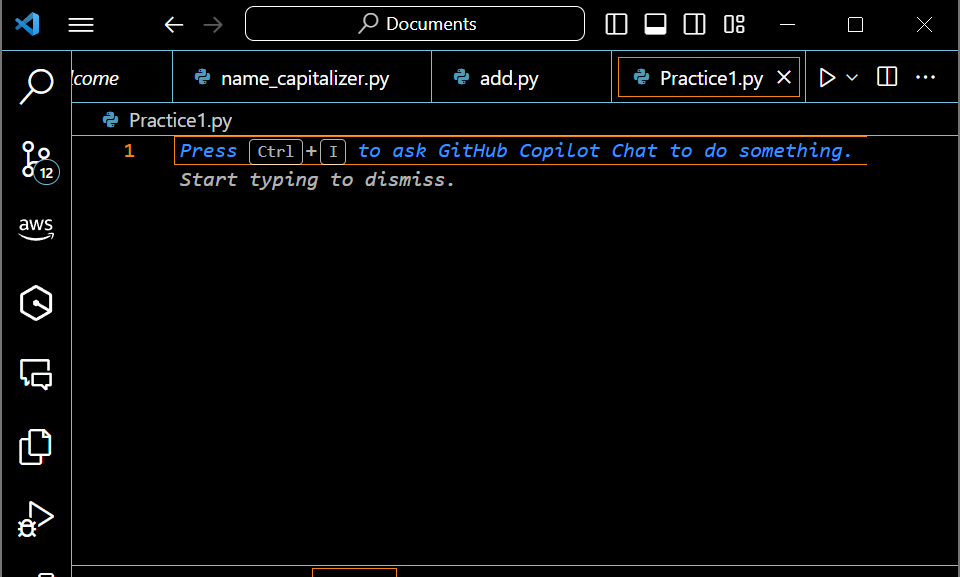 Documents
lcome
name_capitalizer.py
add.py
Practice1.py
Practice1.py
1
Press Ctrl+I to ask GitHub Copilot Chat to do something.
Start typing to dismiss.
12
aws